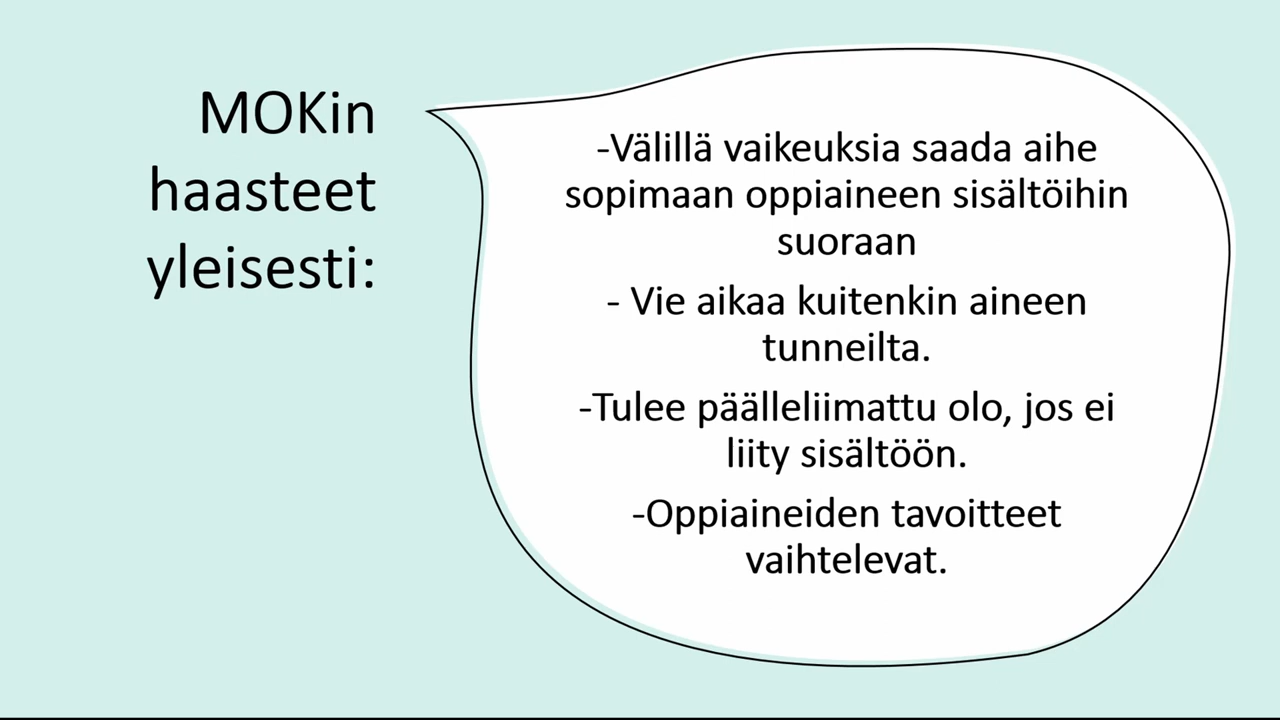 MOKin
haasteet
yleisesti:
-Välillä vaikeuksia saada aihe
sopimaan oppiaineen sisältöihin
suoraan
- Vie aikaa kuitenkin aineen
tunneilta.
-Tulee päälleliimattu olo, jos ei
liity sisältöön.
-Oppiaineiden tavoitteet
vaihtelevat.